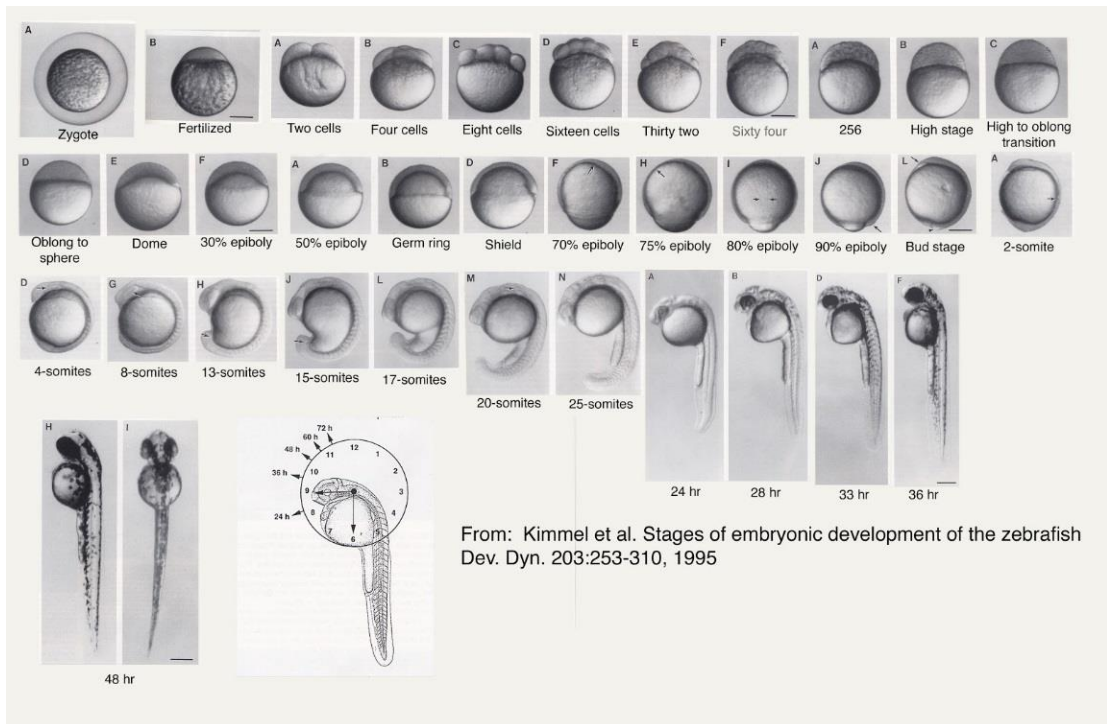 A
B
A
B
C
D
E
F
A
B
C
Zygote
Fertilized
Two cells
Four cells
Eight cells
Sixteen cells
Thirty two
Sixty four
256
High stage
High to oblong
transition
D
E
F
A
B
D
F
H
I
J
L
A
Oblong to
sphere
Dome
30% epiboly
50% epiboly
Germ ring
Shield
70% epiboly
75% epiboly
80% epiboly
90% epiboly
Bud stage
2-somite
D
G
H
J
L
M
N
A
B
D
F
4-somites
8-somites
13-somites
15-somites
17-somites
20-somites
25-somites
24 hr
28 hr
33 hr
36 hr
H
I
48 hr
72 h
60 h
48 h
36 h
24 h
12
1
2
3
4
6
7
8
9
10
11
From: Kimmel et al. Stages of embryonic development of the zebrafish
Dev. Dyn. 203:253-310, 1995